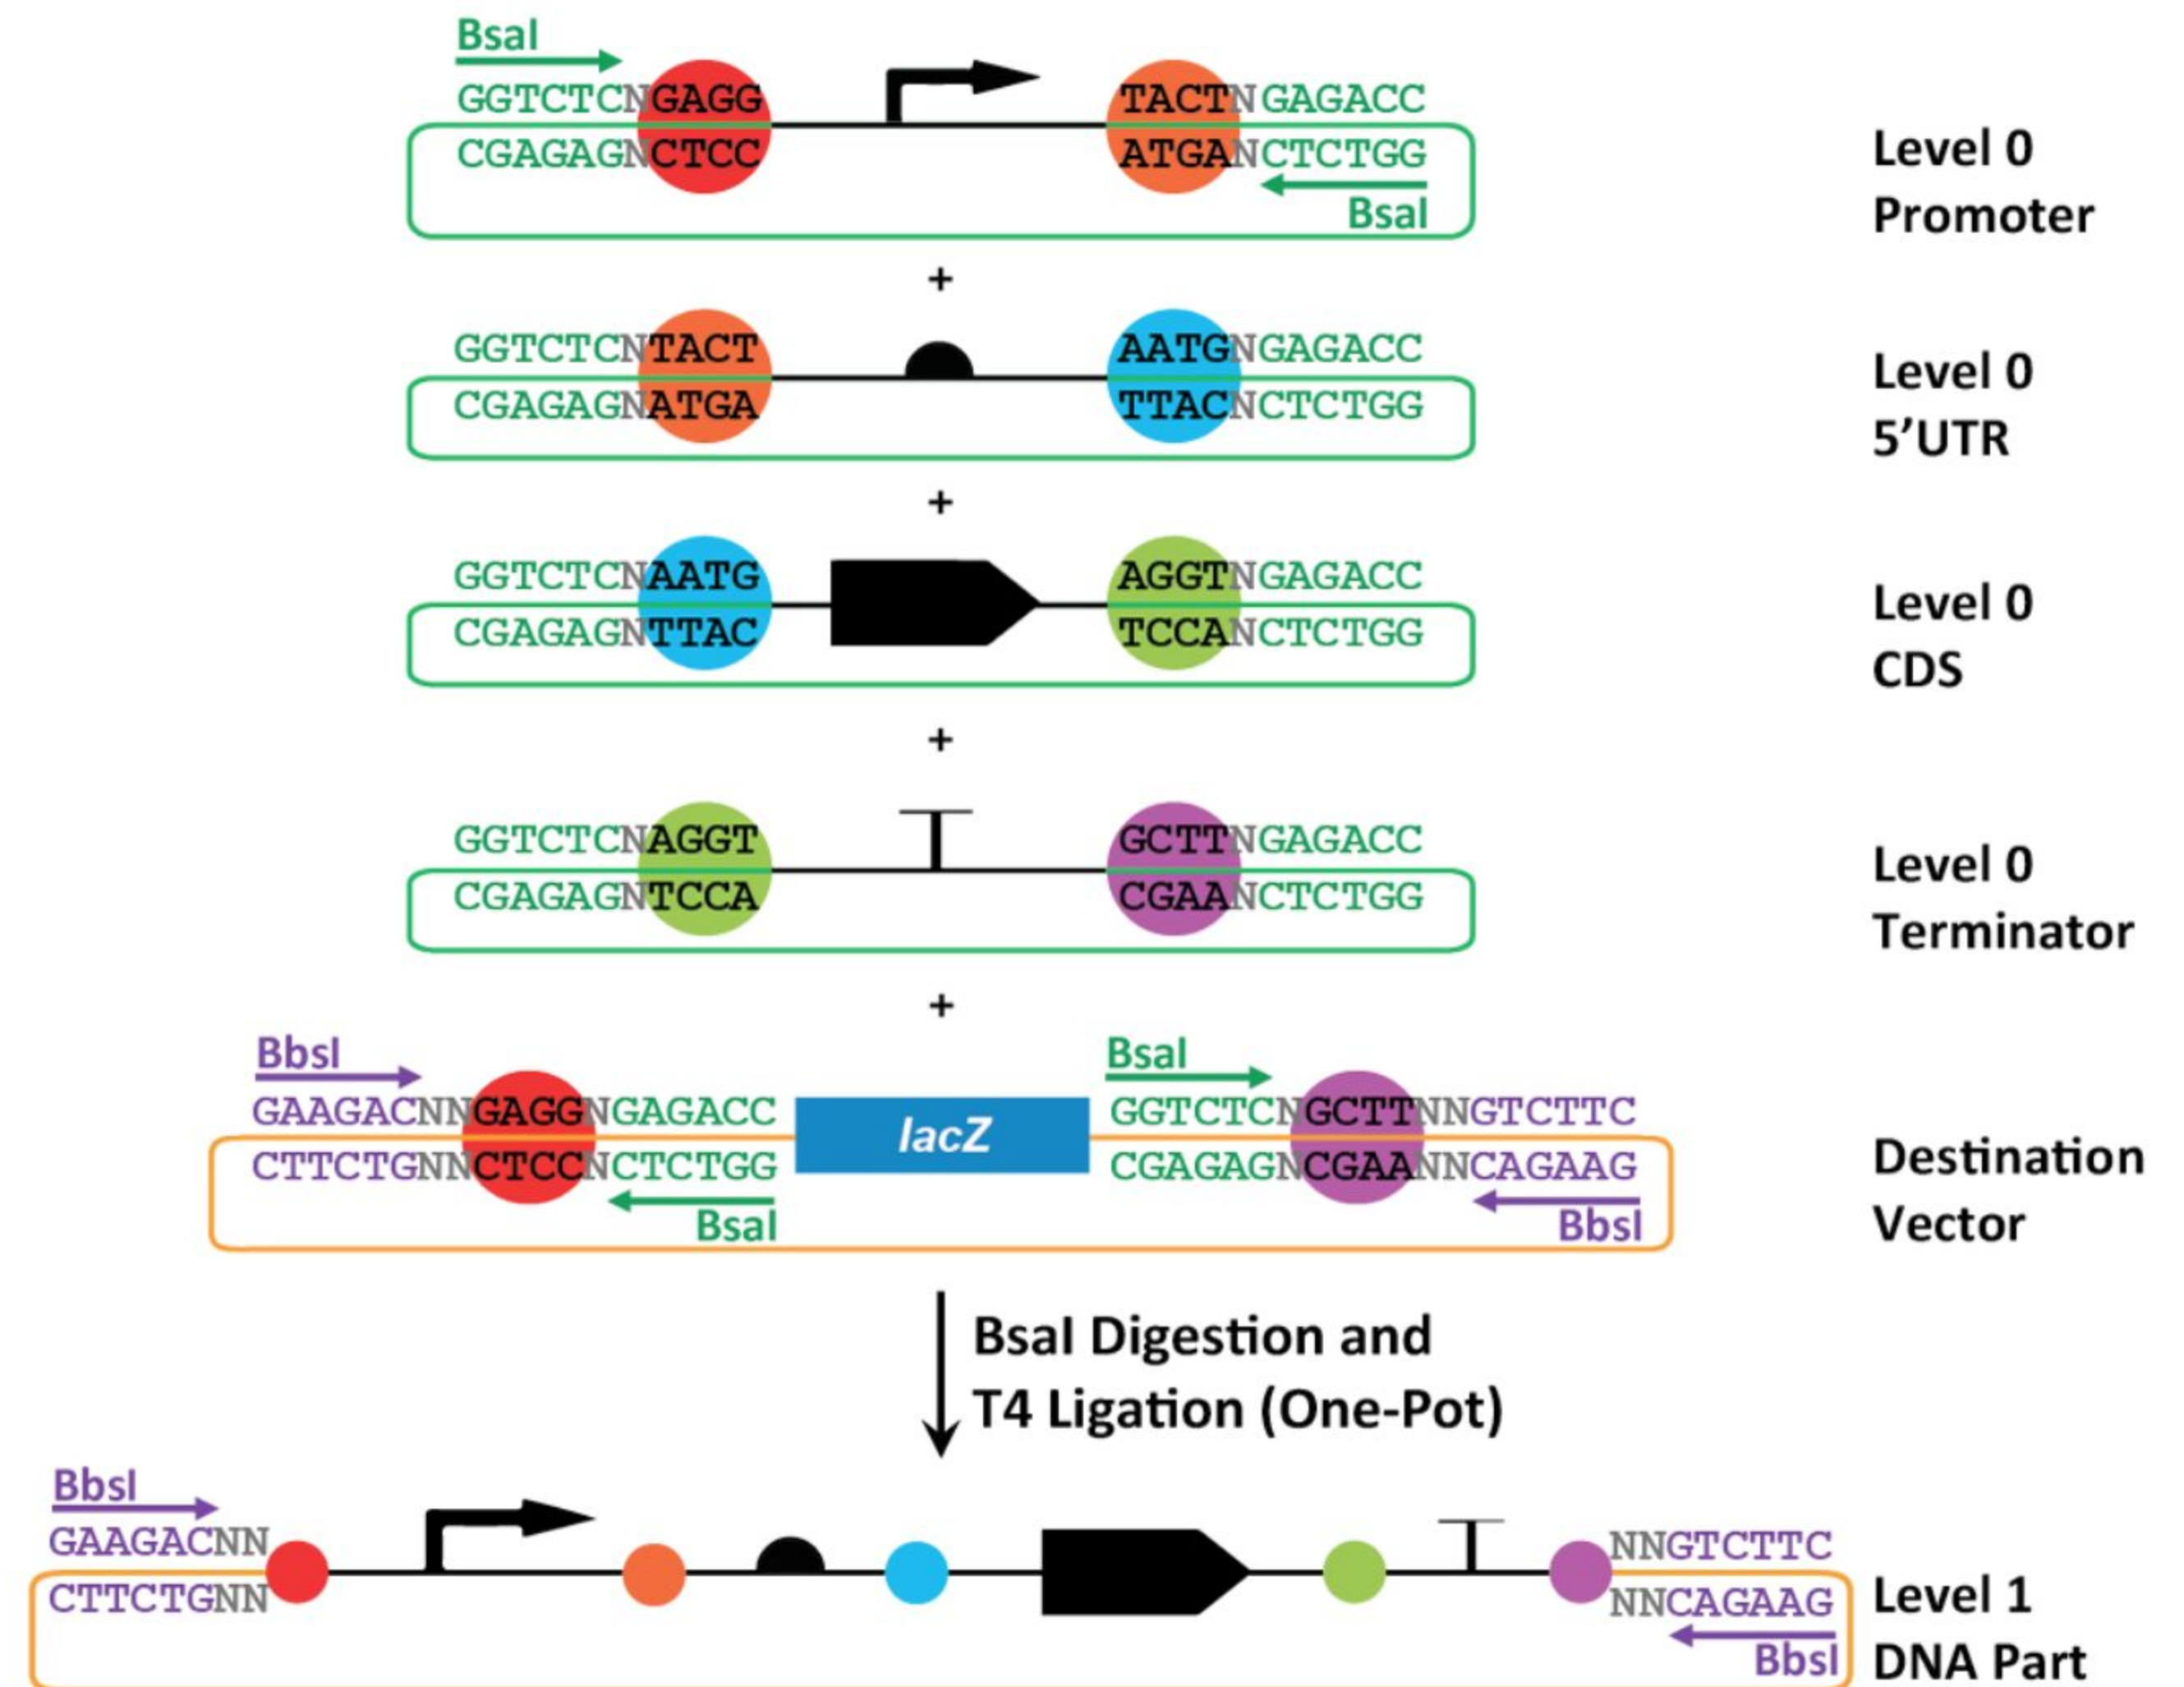 BsaI
GGTCTCNGAGG TACTNGAGACC
CGAGAGNCTCC ATGANCTCTGG
BsaI
Level 0
Promoter
+
GGTCTCNTACT AATGNGAGACC
CGAGAGNATGA TTACNCTCTGG
Level 0
5’UTR
+
GGTCTCNAATG AGGTNGAGACC
CGAGAGNTTAC TCCANCTCTGG
Level 0
CDS
+
GGTCTCNAGGT GCTTNGAGACC
CGAGAGNTCCA CGAANCTCTGG
Level 0
Terminator
+
BbsI BsaI
GAAGACNNGAGGNGAGACC lacZ GGTCTCNGCTTNNGTCTTC
CTTCTGNNCTCCNCTCTGG CGAGAGNCGAANNCAGAAG
BsaI BbsI
Destination
Vector
BsaI Digestion and
T4 Ligation (One-Pot)
BbsI
GAAGACNN NNGTCTTC
CTTCTGNN NNCAGAAG
BbsI
Level 1
DNA Part